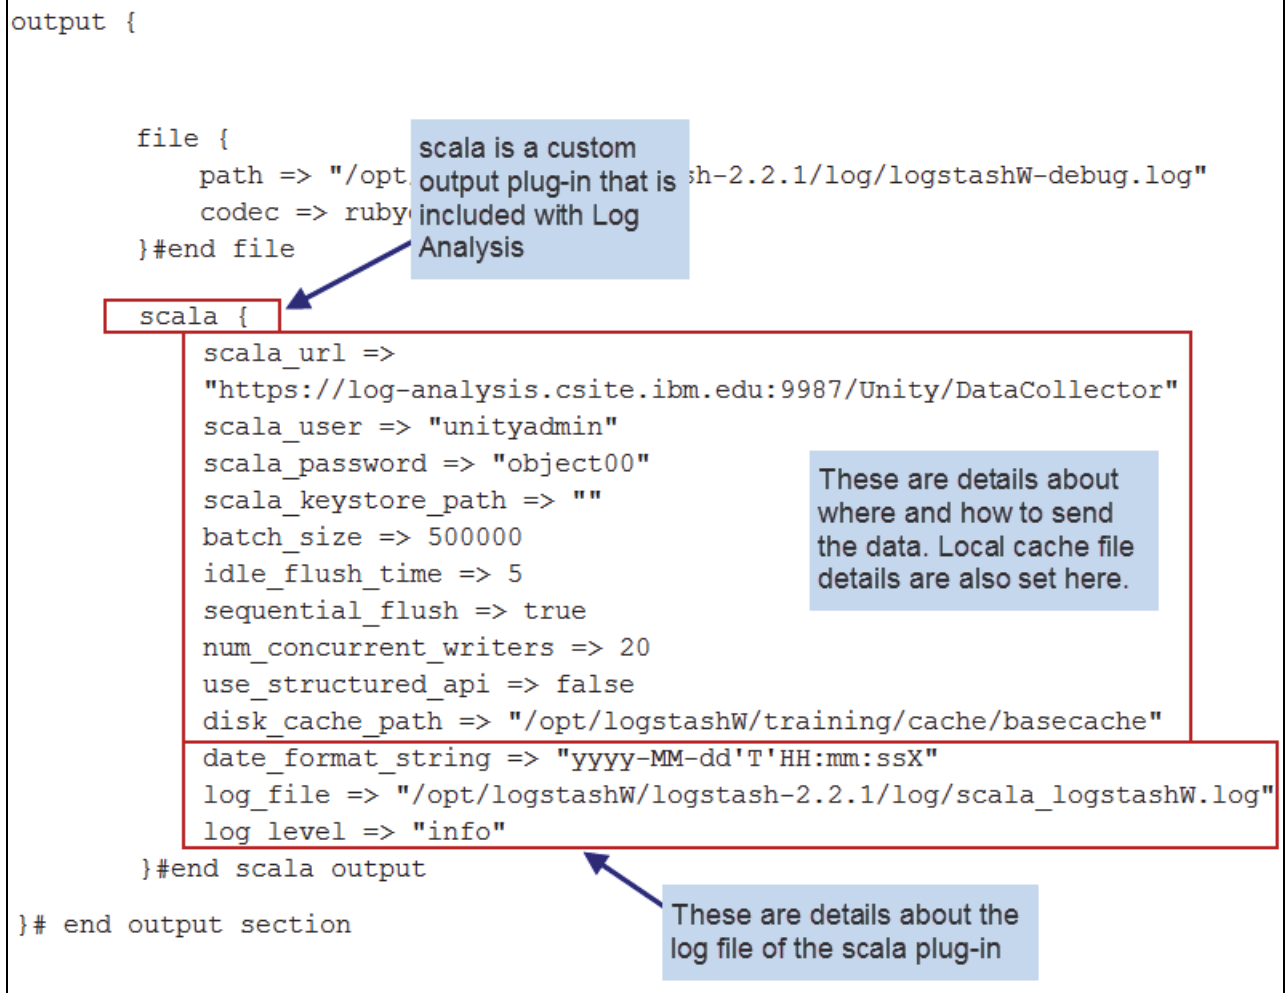 output {
file {
path => "/opt/
sh-2.2.1/log/logstashW-debug.log"
codec => ruby
}#end file
scala is a custom
output plug-in that is
included with Log
Analysis
scala {
scala_url =>
"https://log-analysis.csite.ibm.edu:9987/Unity/DataCollector"
scala_user => "unityadmin"
scala_password => "object00"
scala_keystore_path => ""
batch_size => 500000
idle_flush_time => 5
sequential_flush => true
num_concurrent_writers => 20
use_structured_api => false
disk_cache_path => "/opt/logstashW/training/cache/basecache"
These are details about
where and how to send
the data. Local cache file
details are also set here.
date_format_string => "yyyy-MM-dd'T'HH:mm:ssX"
log_file => "/opt/logstashW/logstash-2.2.1/log/scala_logstashW.log"
log_level => "info"
}#end scala output
These are details about the
log file of the scala plug-in
}# end output section